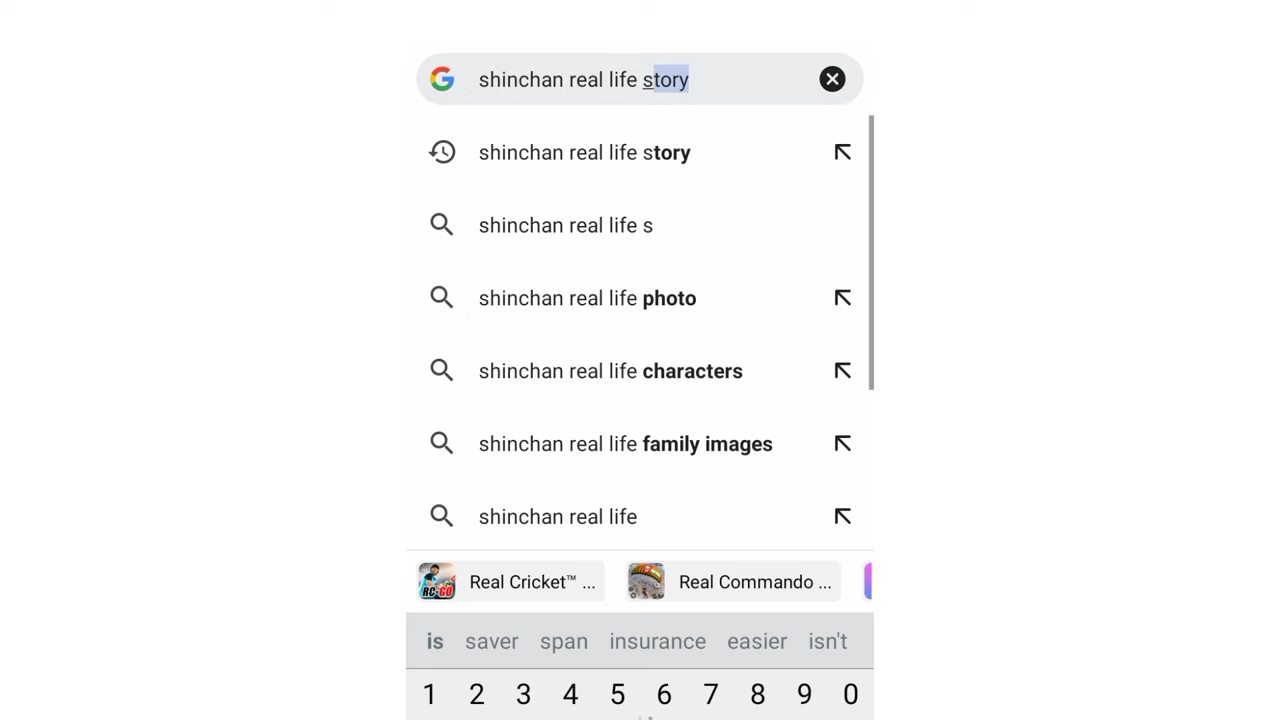 shinchan real life story
shinchan real life story
shinchan real life s
shinchan real life photo
shinchan real life characters
shinchan real life family images
shinchan real life
RC GO Real Cricket™ ... Real Commando ...
is saver span insurance easier isn't
1 2 3 4 5 6 7 8 9 0